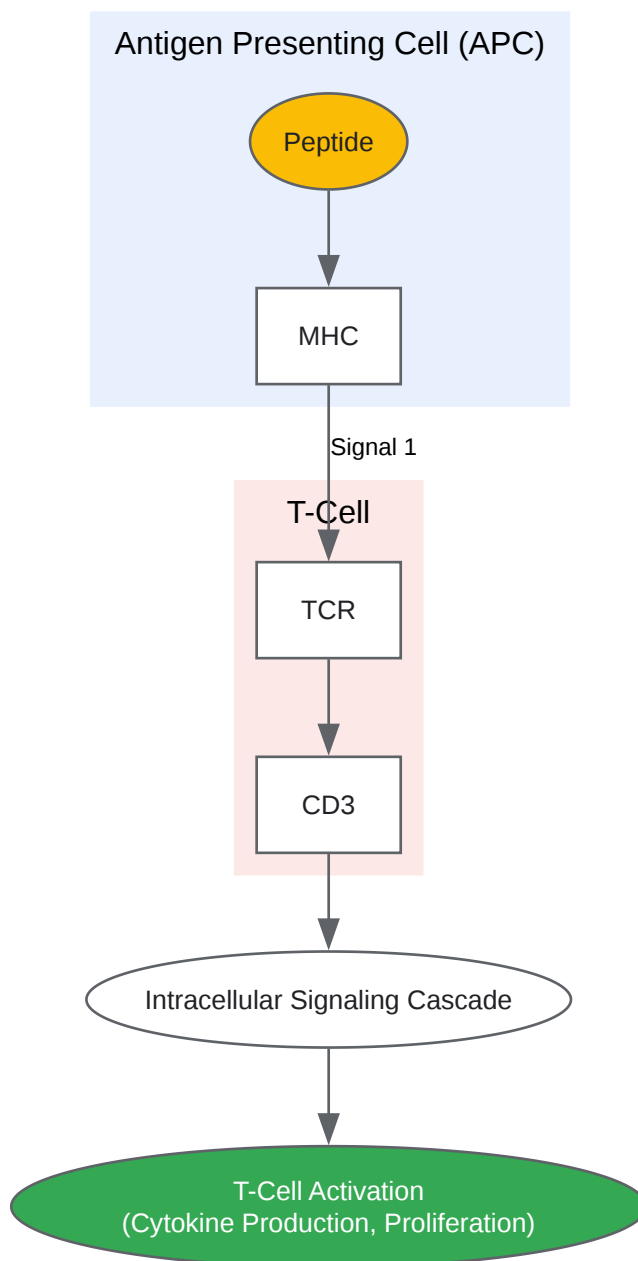 Antigen Presenting Cell (APC)
Peptide
MHC
Signal 1
T-Cell
TCR
CD3
Intracellular Signaling Cascade
T-Cell Activation
(Cytokine Production, Proliferation)